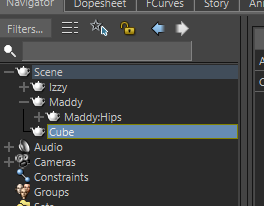 Navigator Dopesheet FCurves Story
Filters...
Scene
Izzy
Maddy
Maddy:Hips
Cube
Audio
Cameras
Constraints
Groups